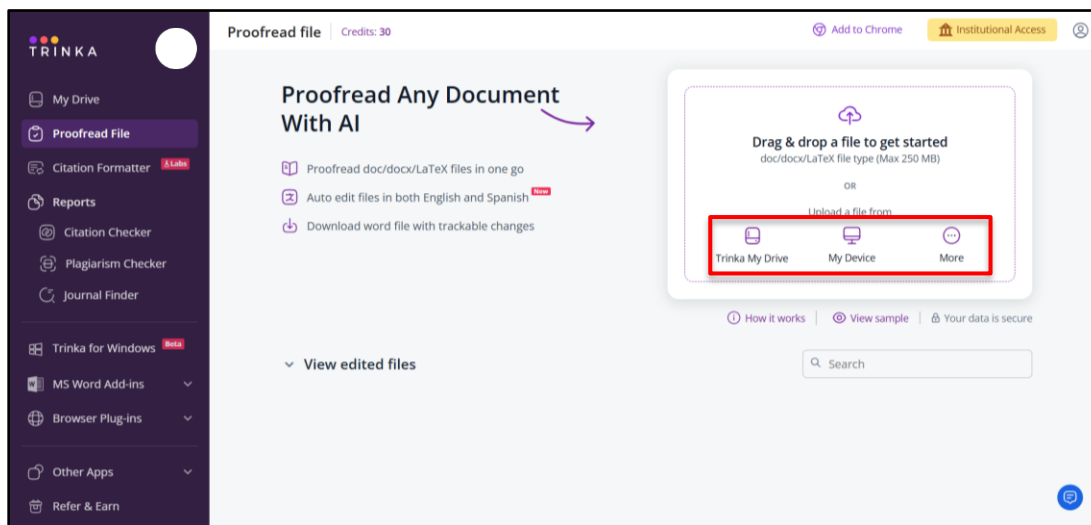 TRINKA
My Drive
Proofread File
Citation Formatter Labs
Reports
Citation Checker
Plagiarism Checker
Journal Finder
Trinka for Windows Beta
MS Word Add-ins
Browser Plug-ins
Other Apps
Refer & Earn
Proofread file Credits: 30
Add to Chrome
Institutional Access
Proofread Any Document
With AI
Proofread doc/docx/LaTeX files in one go
Auto edit files in both English and Spanish New
Download word file with trackable changes
Drag & drop a file to get started
doc/docx/LaTeX file type (Max 250 MB)
OR
Upload a file from
Trinka My Drive My Device More
How it works View sample Your data is secure
View edited files
Search